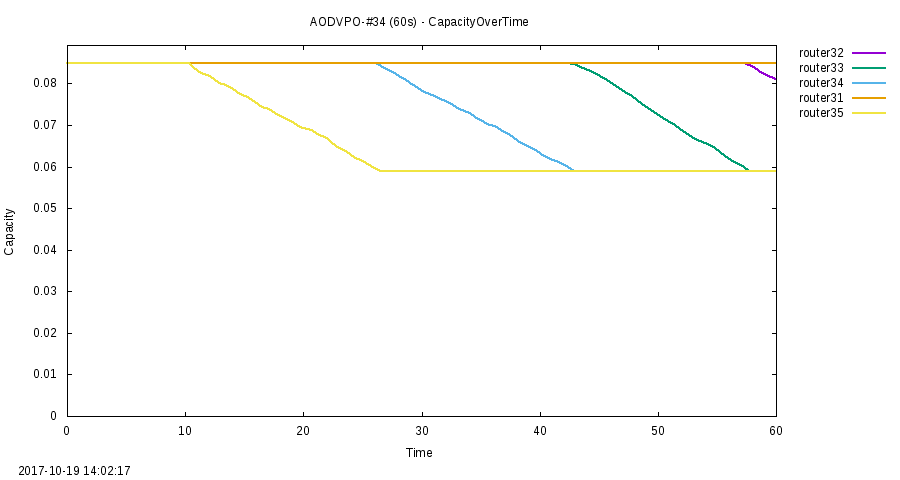 AODVPO-#34 (60s) - CapacityOverTime
router32
router33
router34
router31
router35
0.08
0.07
0.06
0.05
0.04
0.03
0.02
0.01
0
Capacity
0 10 20 30 40 50 60
Time
2017-10-19 14:02:17